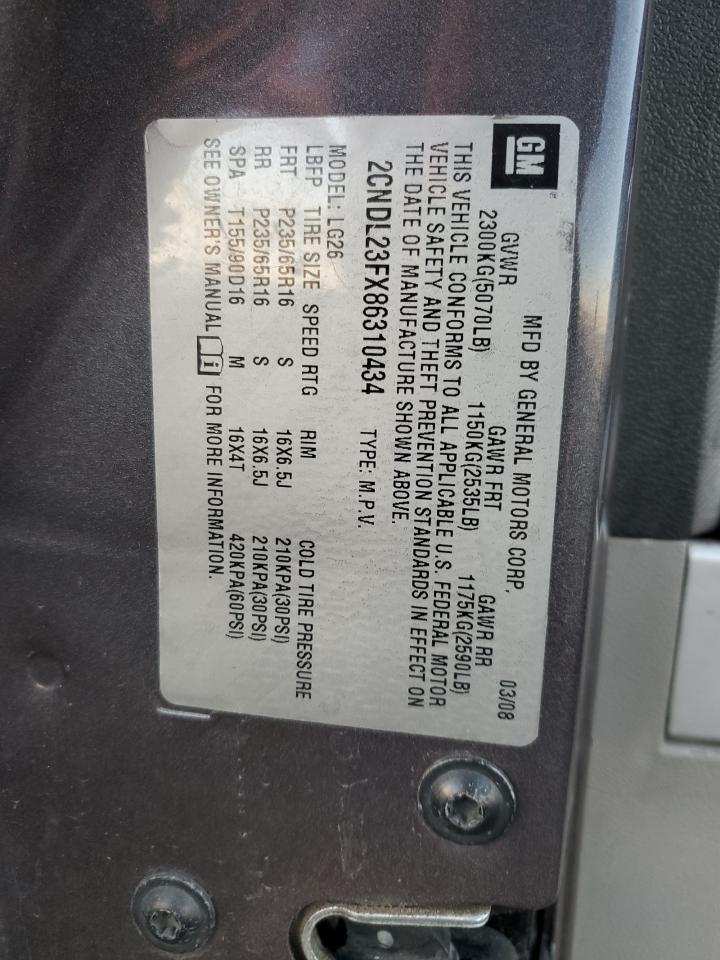 GM
MFD BY GENERAL MOTORS CORP. 03/08
GVWR GAWR FRT GAWR RR
2300KG(5070LB) 1150KG(2535LB) 1175KG(2590LB)
THIS VEHICLE CONFORMS TO ALL APPLICABLE U.S. FEDERAL MOTOR
VEHICLE SAFETY AND THEFT PREVENTION STANDARDS IN EFFECT ON
THE DATE OF MANUFACTURE SHOWN ABOVE.
2CNDL23FX86310434 TYPE: M.P.V.
MODEL: LG26
LBFP TIRE SIZE SPEED RTG RIM COLD TIRE PRESSURE
FRT P235/65R16 S 16X6.5J 210KPA(30PSI)
RR P235/65R16 S 16X6.5J 210KPA(30PSI)
SPA T155/90D16 M 16X4T 420KPA(60PSI)
SEE OWNER'S MANUAL i FOR MORE INFORMATION.